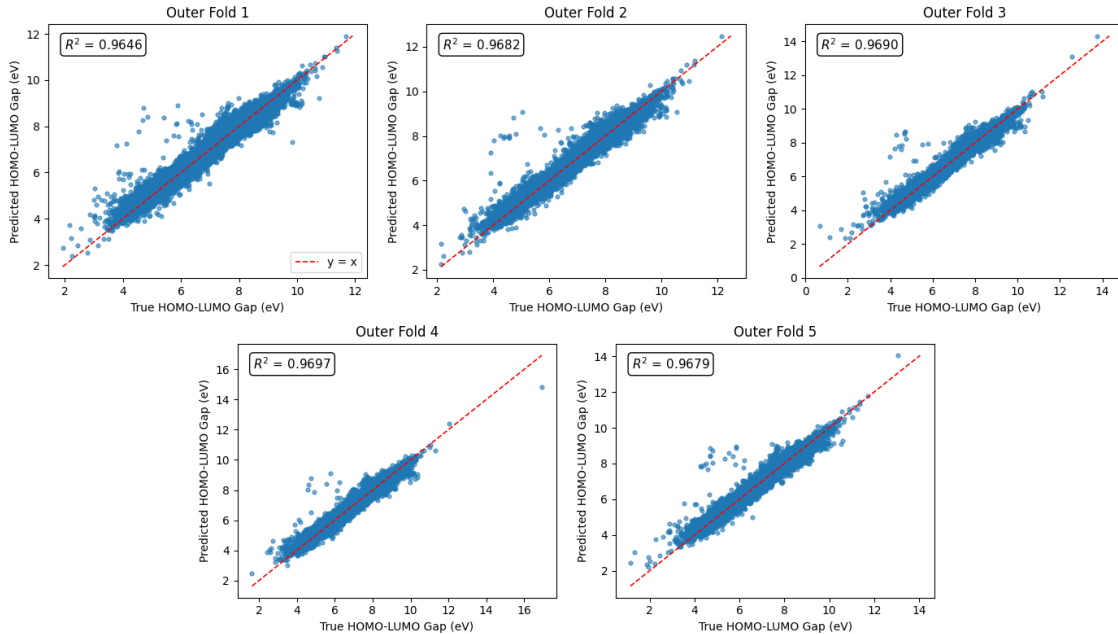 Outer Fold 1
R² = 0.9646
12
10
8
6
4
2
Predicted HOMO-LUMO Gap (eV)
y = x
2 4 6 8 10 12
True HOMO-LUMO Gap (eV)
Outer Fold 2
R² = 0.9682
12
10
8
6
4
2
Predicted HOMO-LUMO Gap (eV)
2 4 6 8 10 12
True HOMO-LUMO Gap (eV)
Outer Fold 3
R² = 0.9690
14
12
10
8
6
4
2
0
Predicted HOMO-LUMO Gap (eV)
0 2 4 6 8 10 12 14
True HOMO-LUMO Gap (eV)
Outer Fold 4
R² = 0.9697
16
14
12
10
8
6
4
2
Predicted HOMO-LUMO Gap (eV)
2 4 6 8 10 12 14 16
True HOMO-LUMO Gap (eV)
Outer Fold 5
R² = 0.9679
14
12
10
8
6
4
2
Predicted HOMO-LUMO Gap (eV)
2 4 6 8 10 12 14
True HOMO-LUMO Gap (eV)